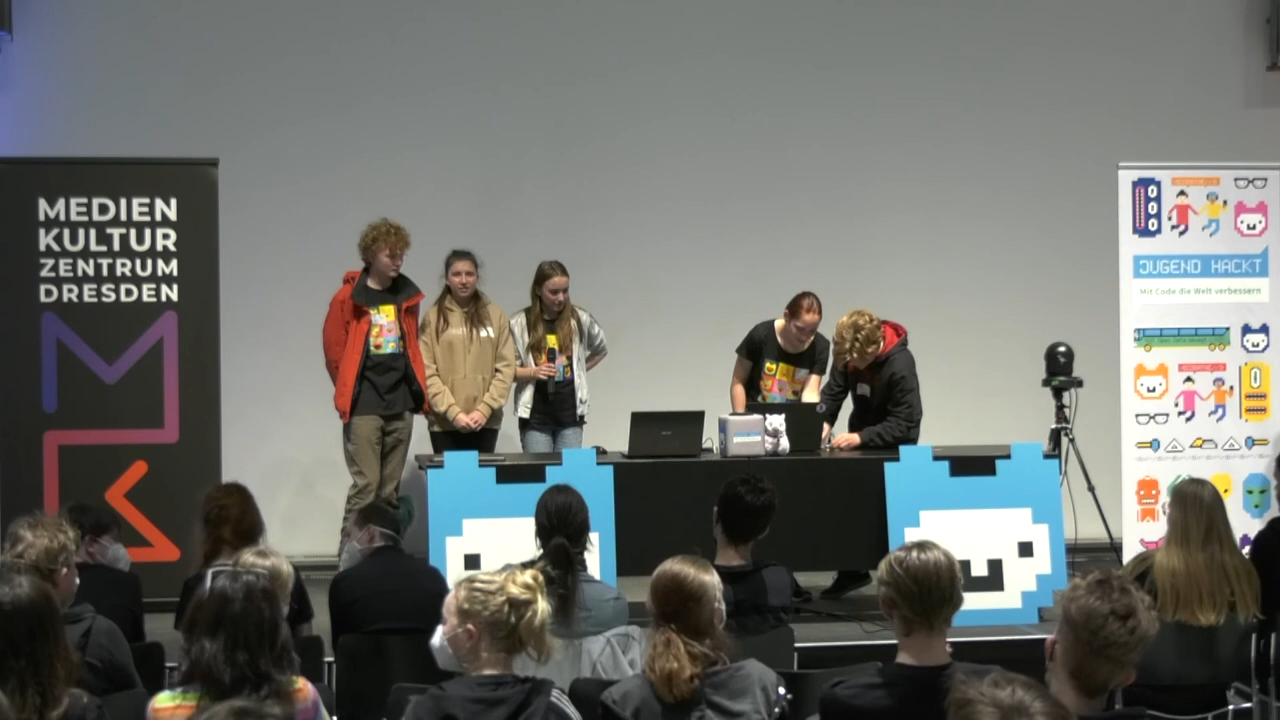 MEDIEN
KULTUR
ZENTRUM
DRESDEN
JUGEND HACKT
Mit Code die Welt verbessern